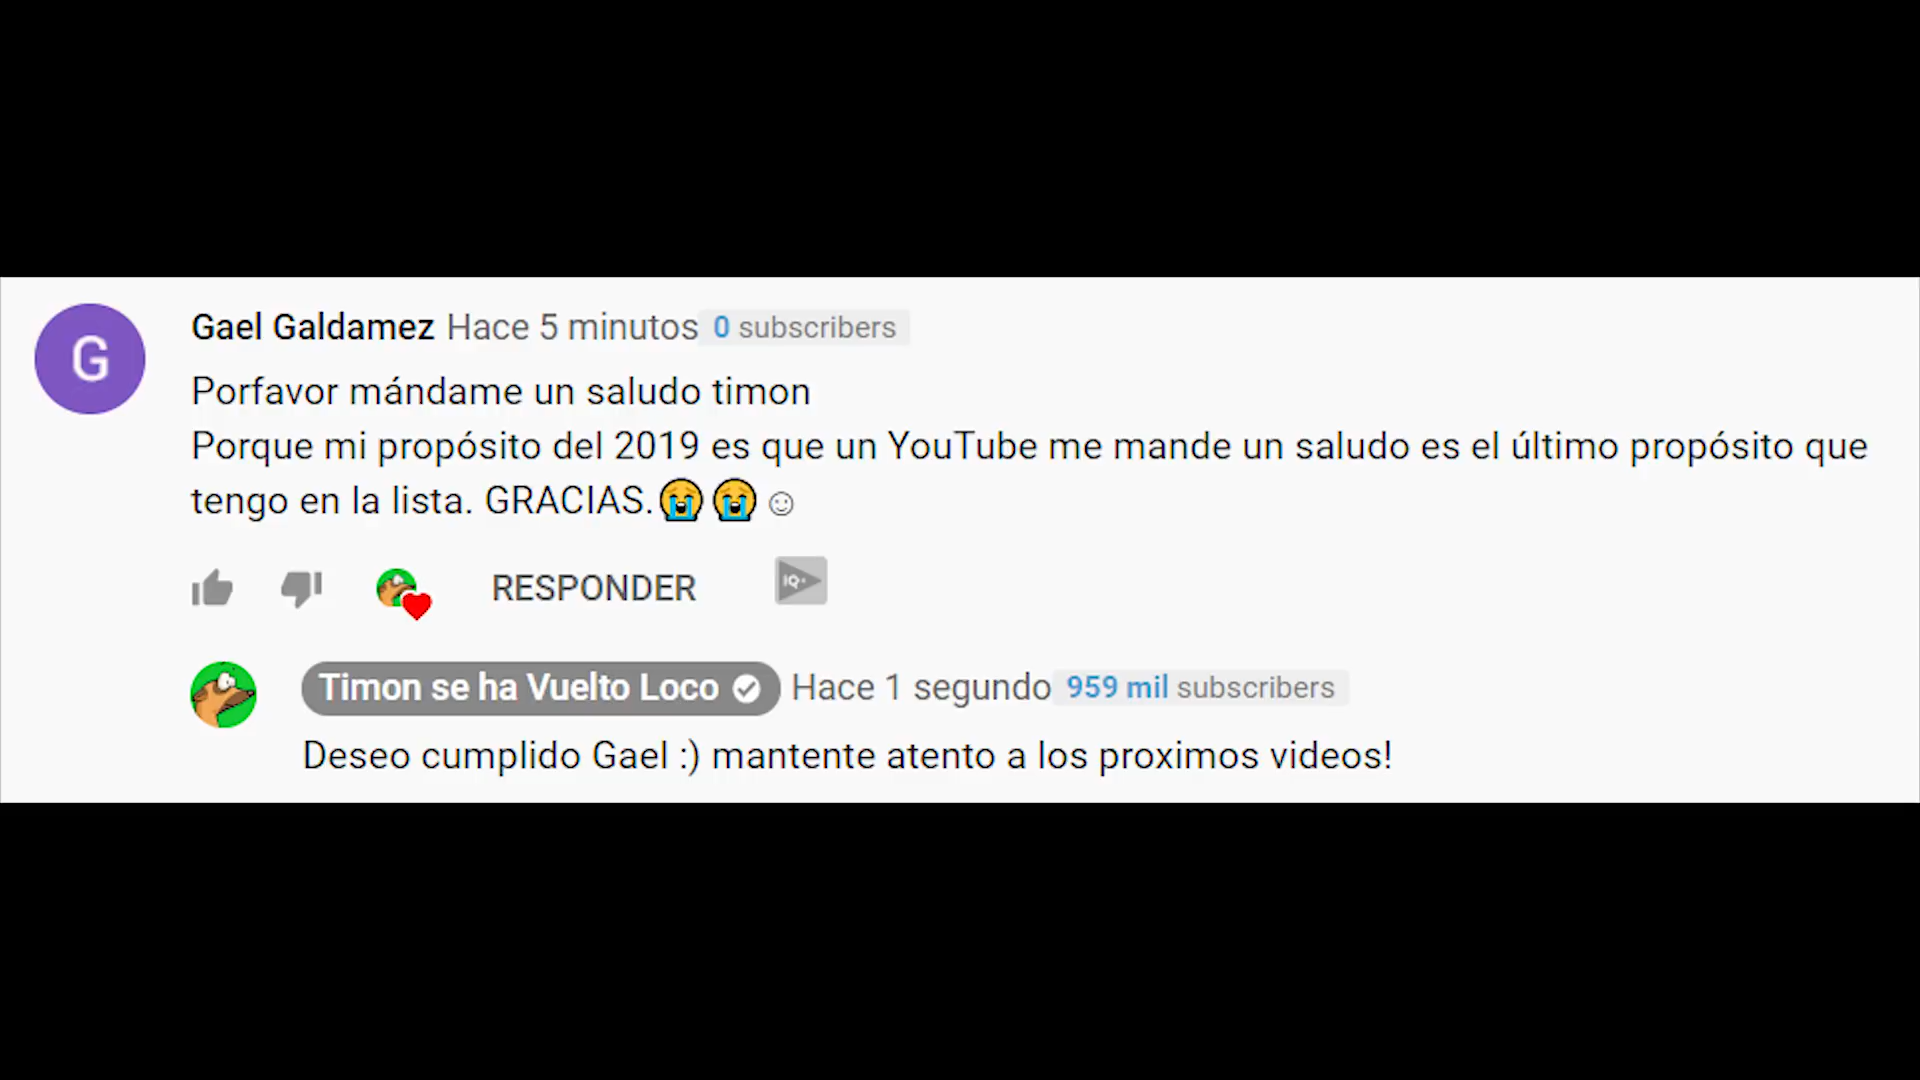 G
Gael Galdamez Hace 5 minutos 0 subscribers
Porfavor mándame un saludo timon
Porque mi propósito del 2019 es que un YouTube me mande un saludo es el último propósito que
tengo en la lista. GRACIAS.😭😭☺
RESPONDER IQ+
Timon se ha Vuelto Loco Hace 1 segundo 959 mil subscribers
Deseo cumplido Gael :) mantente atento a los proximos videos!